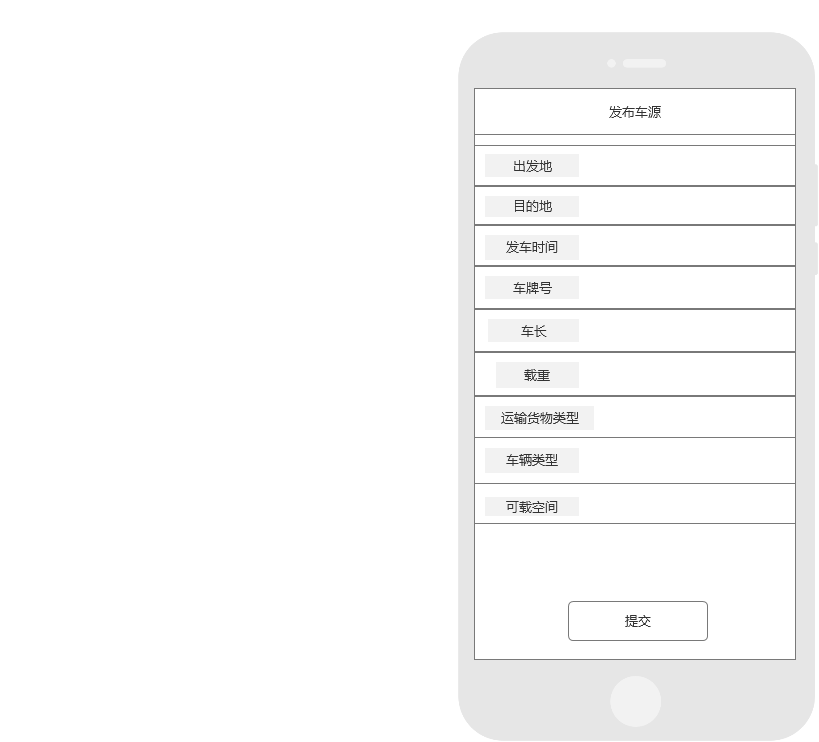 发布车源
出发地
目的地
发车时间
车牌号
车长
载重
运输货物类型
车辆类型
可载空间
提交